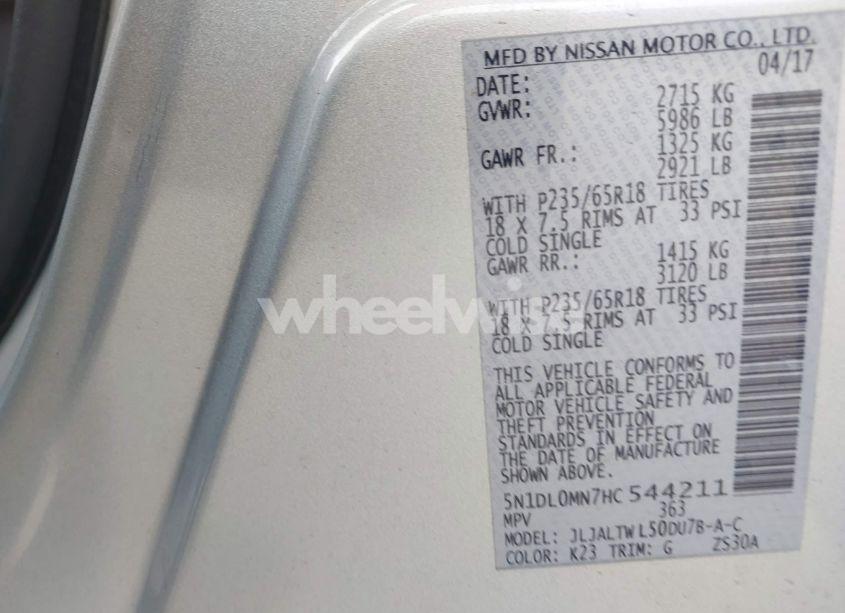 MFD BY NISSAN MOTOR CO., LTD.
DATE: 04/17
GVWR: 2715 KG
5986 LB
GAWR FR.: 1325 KG
2921 LB
WITH P235/65R18 TIRES
18 X 7.5 RIMS AT 33 PSI
COLD SINGLE
GAWR RR.: 1415 KG
3120 LB
WITH P235/65R18 TIRES
18 X 7.5 RIMS AT 33 PSI
COLD SINGLE
THIS VEHICLE CONFORMS TO
ALL APPLICABLE FEDERAL
MOTOR VEHICLE SAFETY AND
THEFT PREVENTION
STANDARDS IN EFFECT ON
THE DATE OF MANUFACTURE
SHOWN ABOVE.
5N1DL0MN7HC 544211
MPV 363
MODEL: JLJALTW L50DU78-A-C
COLOR: K23 TRIM: G ZS30A
wheelwise